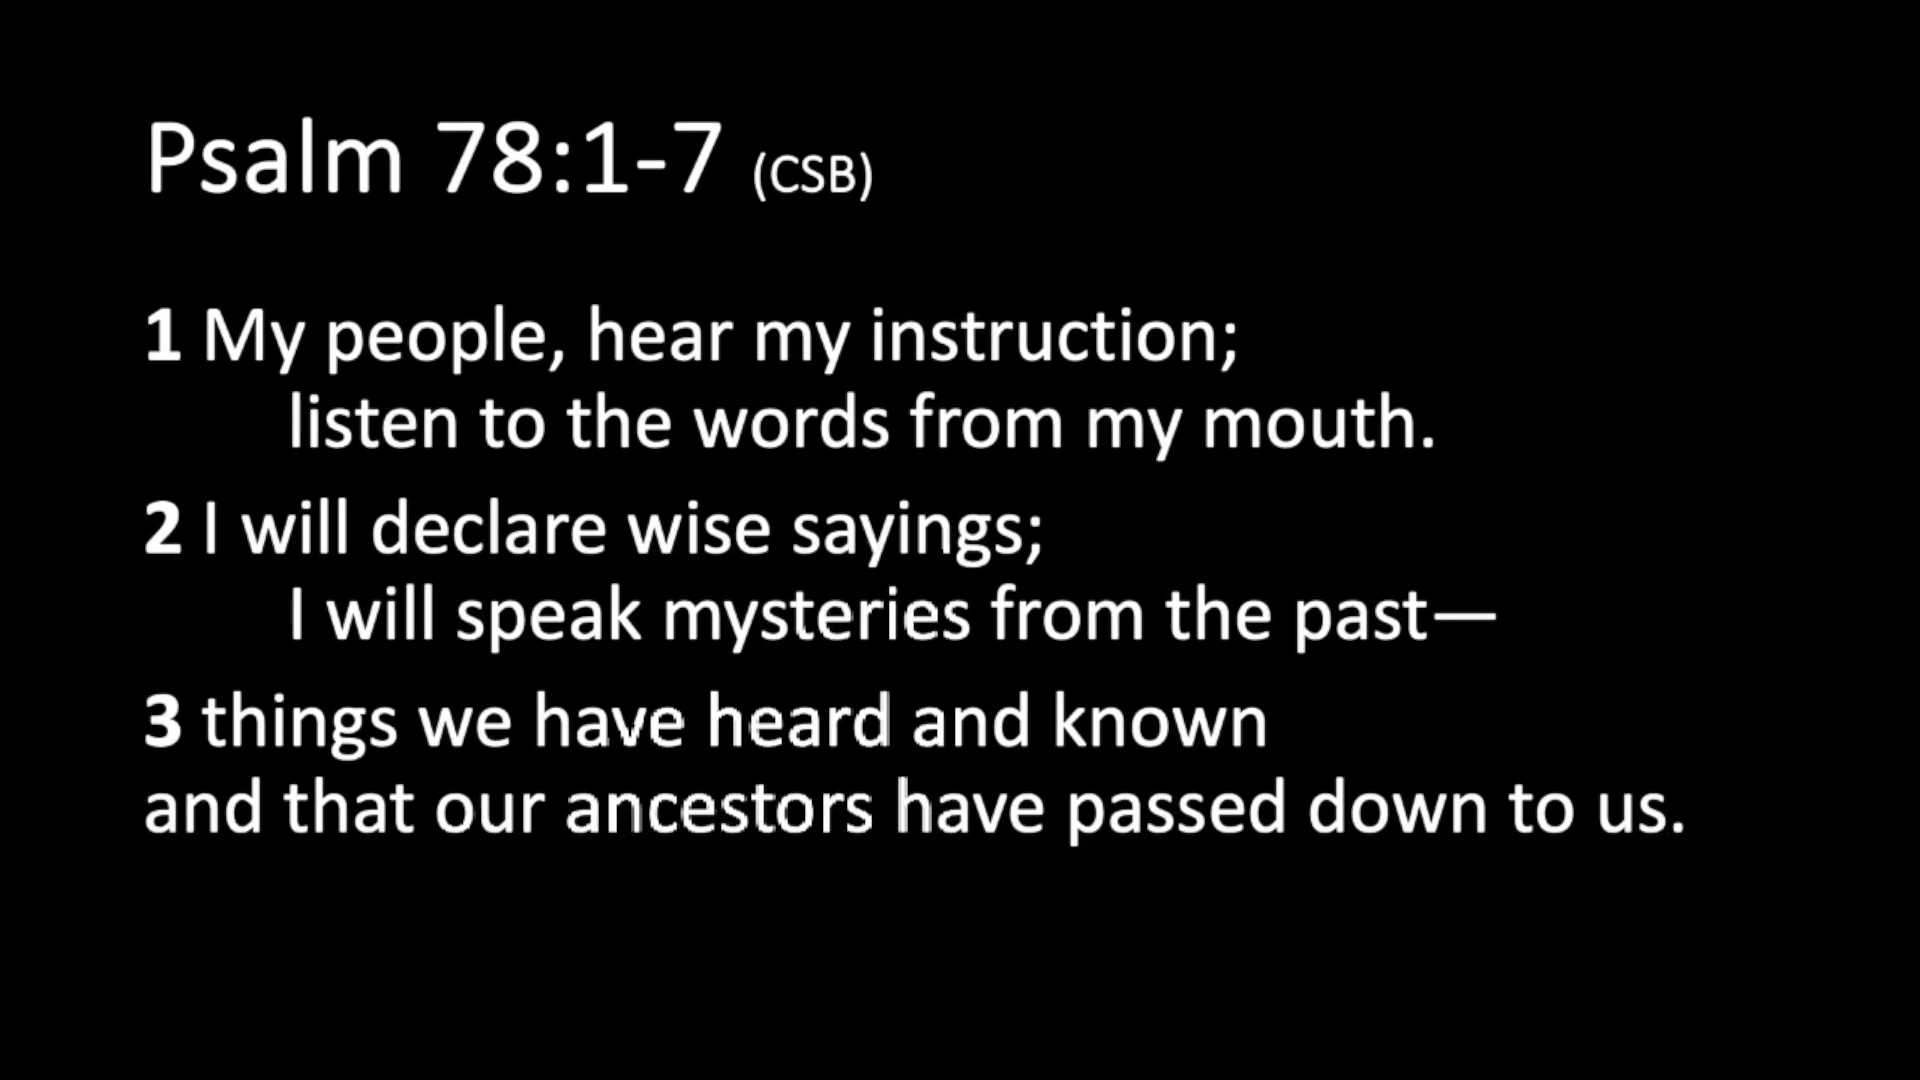 Psalm 78:1-7 (CSB)
1 My people, hear my instruction;
listen to the words from my mouth.
2 I will declare wise sayings;
I will speak mysteries from the past—
3 things we have heard and known
and that our ancestors have passed down to us.